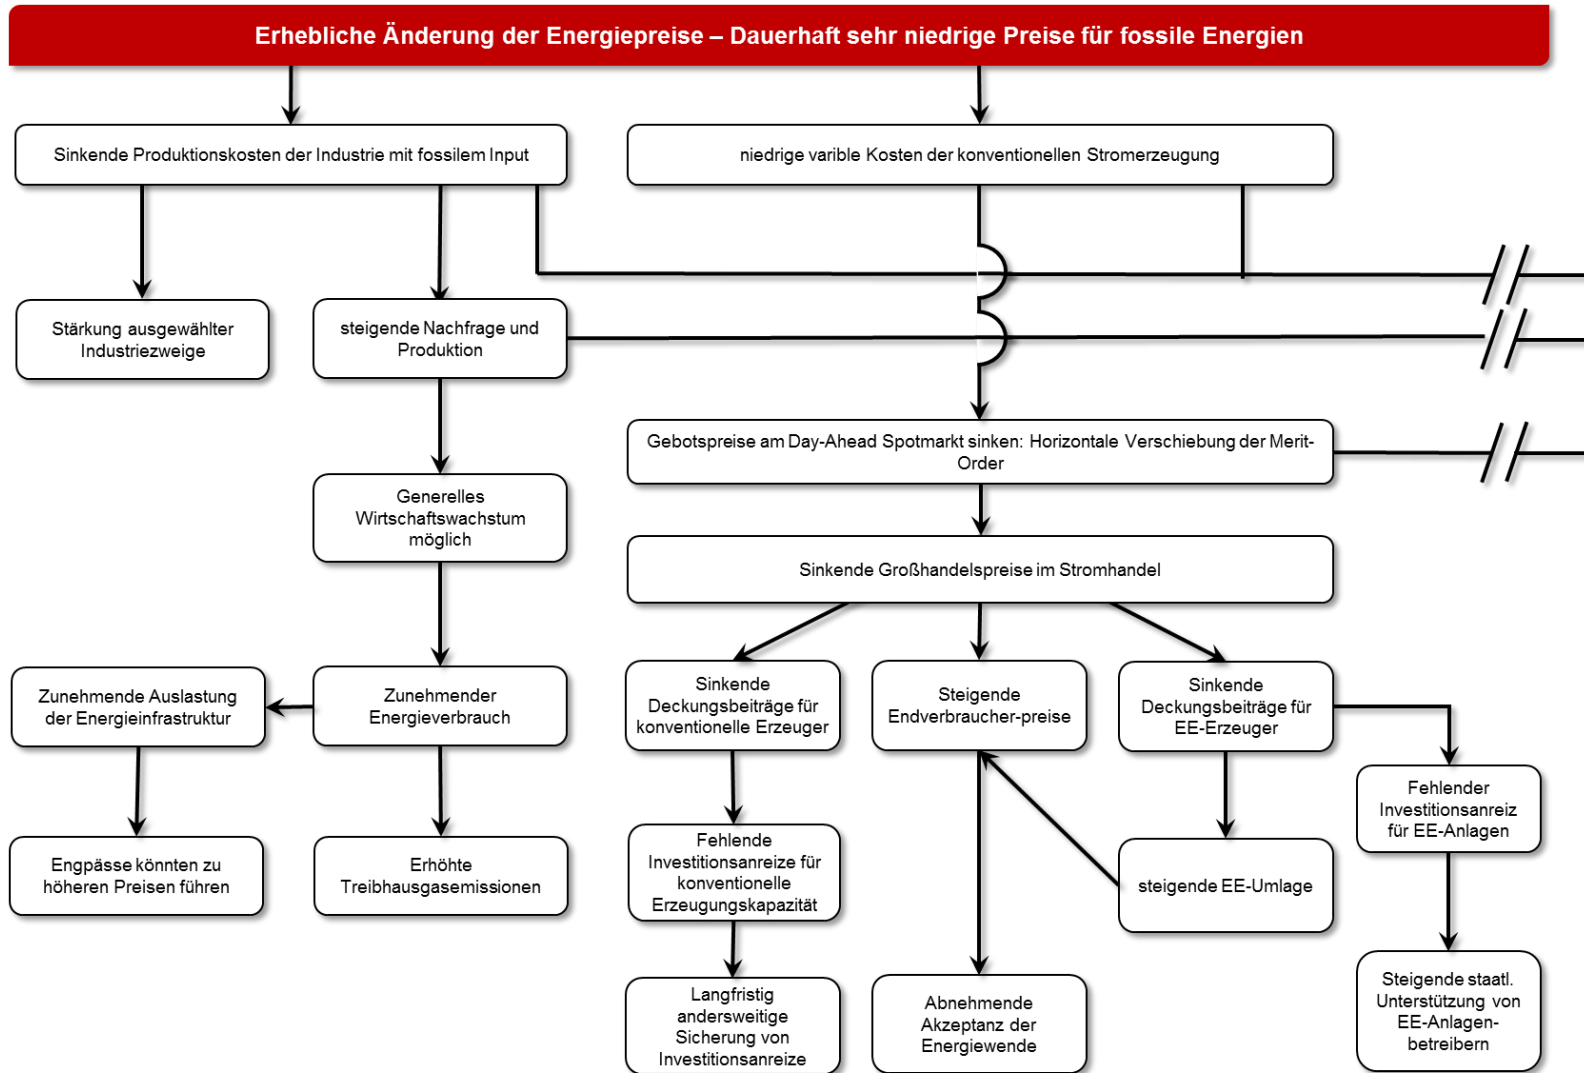 Erhebliche Änderung der Energiepreise – Dauerhaft sehr niedrige Preise für fossile Energien
Sinkende Produktionskosten der Industrie mit fossilem Input
niedrige varible Kosten der konventionellen Stromerzeugung
Stärkung ausgewählter
Industriezweige
steigende Nachfrage und
Produktion
Gebotspreise am Day-Ahead Spotmarkt sinken: Horizontale Verschiebung der Merit-
Order
Generelles
Wirtschaftswachstum
möglich
Sinkende Großhandelspreise im Stromhandel
Zunehmende Auslastung
der Energieinfrastruktur
Zunehmender
Energieverbrauch
Sinkende
Deckungsbeiträge für
konventionelle Erzeuger
Steigende
Endverbraucher-preise
Sinkende
Deckungsbeiträge für
EE-Erzeuger
Fehlender
Investitionsanreiz
für EE-Anlagen
Engpässe könnten zu
höheren Preisen führen
Erhöhte
Treibhausgasemissionen
Fehlende
Investitionsanreize für
konventionelle
Erzeugungskapazität
steigende EE-Umlage
Langfristig
andersweitige
Sicherung von
Investitionsanreize
Abnehmende
Akzeptanz der
Energiewende
Steigende staatl.
Unterstützung von
EE-Anlagen-
betreibern